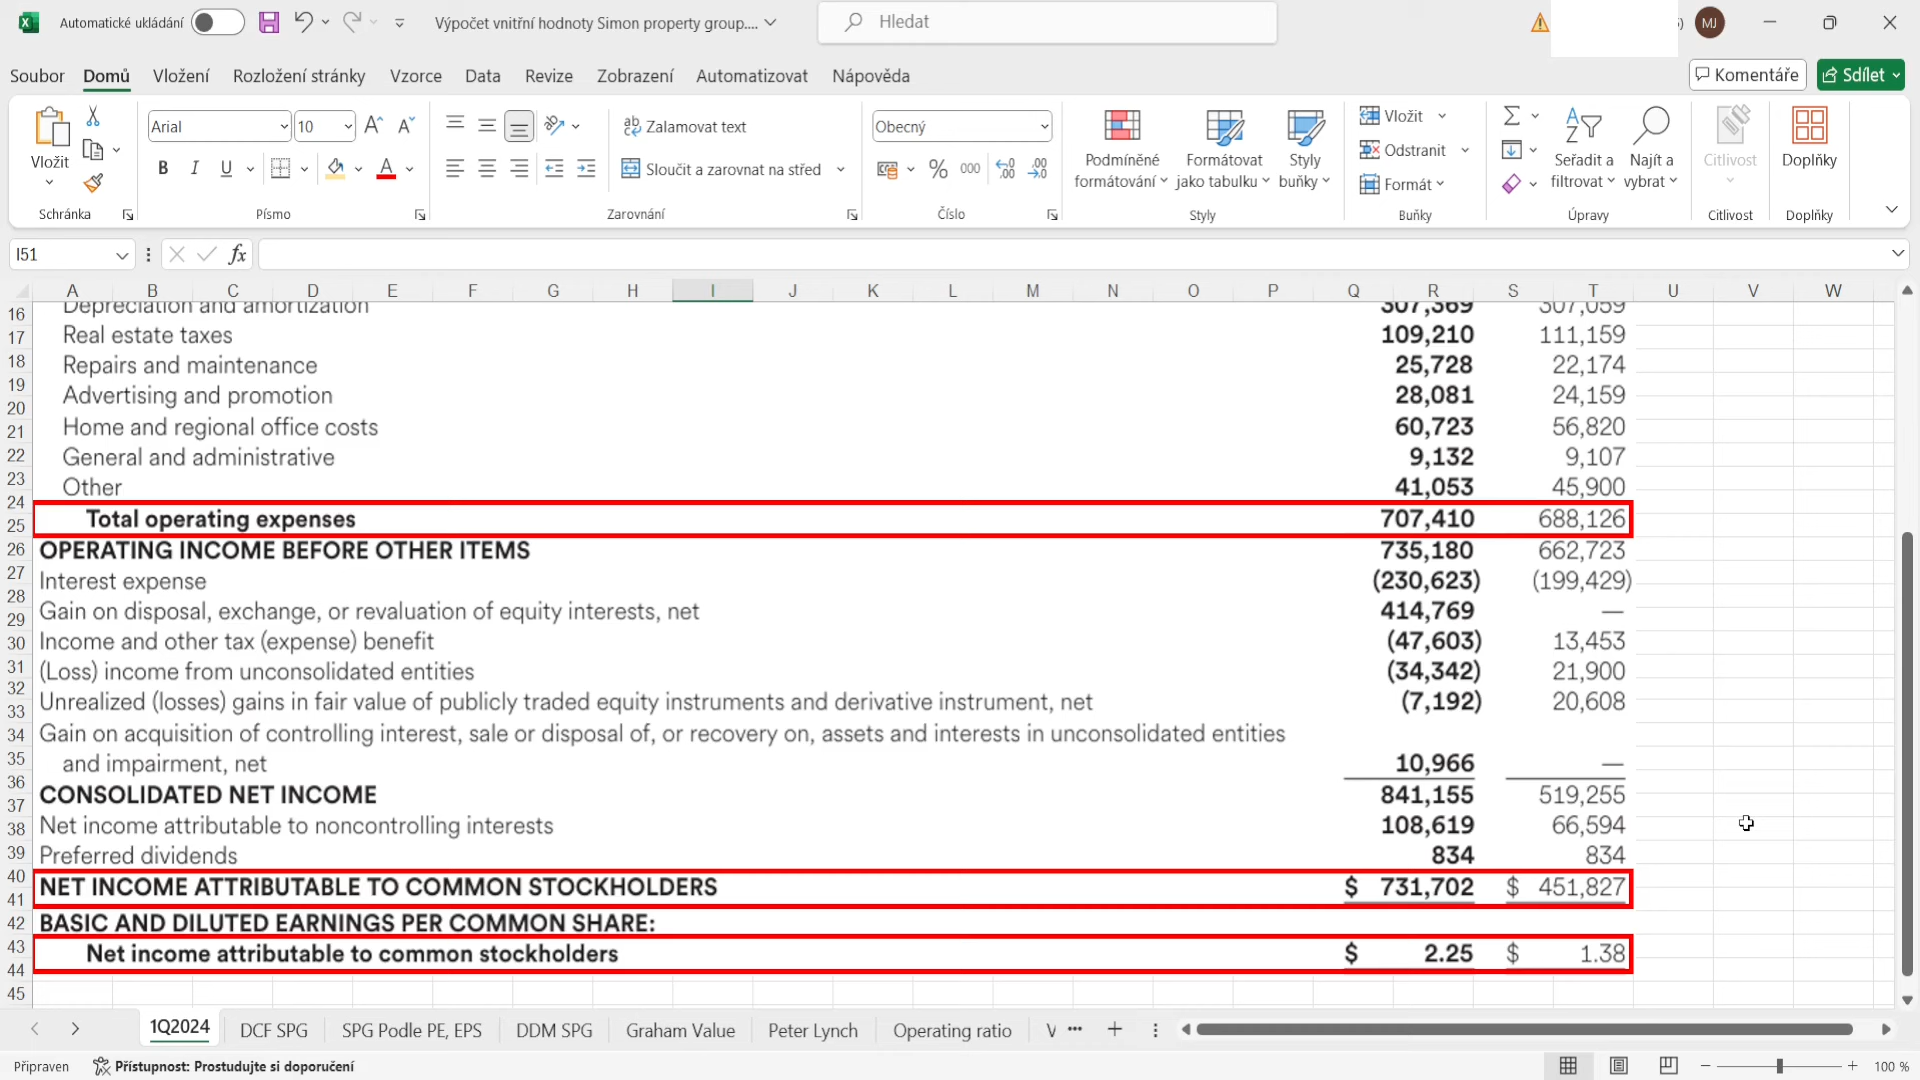 Automatické ukládání
Výpočet vnitřní hodnoty Simon property group....
Hledat
MJ
Soubor Domů Vložení Rozložení stránky Vzorce Data Revize Zobrazení Automatizovat Nápověda
Komentáře Sdílet
Vložit
Schránka
Arial 10
B I U A
Písmo
Zalamovat text
Sloučit a zarovnat na střed
Zarovnání
Obecný
% 000
Číslo
Podmíněné formátování
Formátovat jako tabulku
Styly buňky
Styly
Vložit
Odstranit
Formát
Buňky
Seřadit a filtrovat
Najít a vybrat
Úpravy
Citlivost
Citlivost
Doplňky
Doplňky
I51 fx
A B C D E F G H I J K L M N O P Q R S T U V W
16 Depreciation and amortization 307,369 307,059
17 Real estate taxes 109,210 111,159
18 Repairs and maintenance 25,728 22,174
19 Advertising and promotion 28,081 24,159
20
21 Home and regional office costs 60,723 56,820
22 General and administrative 9,132 9,107
23 Other 41,053 45,900
24
25 Total operating expenses 707,410 688,126
26 OPERATING INCOME BEFORE OTHER ITEMS 735,180 662,723
27 Interest expense (230,623) (199,429)
28
29 Gain on disposal, exchange, or revaluation of equity interests, net 414,769 —
30 Income and other tax (expense) benefit (47,603) 13,453
31 (Loss) income from unconsolidated entities (34,342) 21,900
32
33 Unrealized (losses) gains in fair value of publicly traded equity instruments and derivative instrument, net (7,192) 20,608
34 Gain on acquisition of controlling interest, sale or disposal of, or recovery on, assets and interests in unconsolidated entities
35 and impairment, net 10,966 —
36
37 CONSOLIDATED NET INCOME 841,155 519,255
38 Net income attributable to noncontrolling interests 108,619 66,594
39 Preferred dividends 834 834
40
41 NET INCOME ATTRIBUTABLE TO COMMON STOCKHOLDERS $ 731,702 $ 451,827
42 BASIC AND DILUTED EARNINGS PER COMMON SHARE:
43 Net income attributable to common stockholders $ 2.25 $ 1.38
44
45
1Q2024 DCF SPG SPG Podle PE, EPS DDM SPG Graham Value Peter Lynch Operating ratio
Připraven Přístupnost: Prostudujte si doporučení 100 %